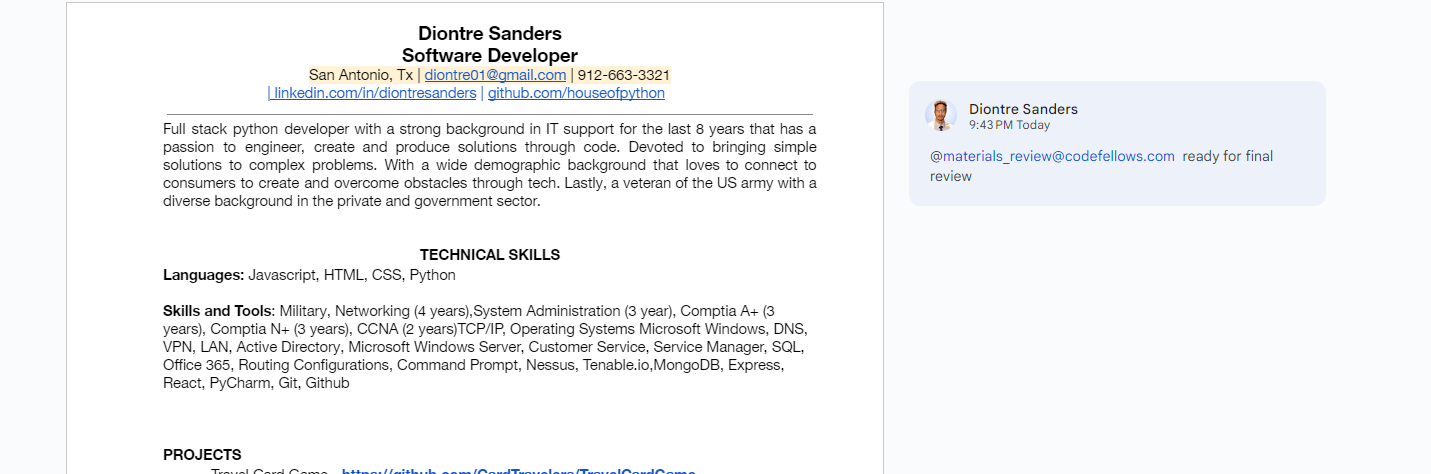 Diontre Sanders
Software Developer
San Antonio, Tx | diontre01@gmail.com | 912-663-3321
| linkedin.com/in/diontresanders | github.com/houseofpython
Full stack python developer with a strong background in IT support for the last 8 years that has a
passion to engineer, create and produce solutions through code. Devoted to bringing simple
solutions to complex problems. With a wide demographic background that loves to connect to
consumers to create and overcome obstacles through tech. Lastly, a veteran of the US army with a
diverse background in the private and government sector.
TECHNICAL SKILLS
Languages: Javascript, HTML, CSS, Python
Skills and Tools: Military, Networking (4 years),System Administration (3 year), Comptia A+ (3
years), Comptia N+ (3 years), CCNA (2 years)TCP/IP, Operating Systems Microsoft Windows, DNS,
VPN, LAN, Active Directory, Microsoft Windows Server, Customer Service, Service Manager, SQL,
Office 365, Routing Configurations, Command Prompt, Nessus, Tenable.io,MongoDB, Express,
React, PyCharm, Git, Github
PROJECTS
Travel Card Game - https://github.com/CardTravelers/TravelCardGame
Diontre Sanders
9:43 PM Today
@materials_review@codefellows.com ready for final
review